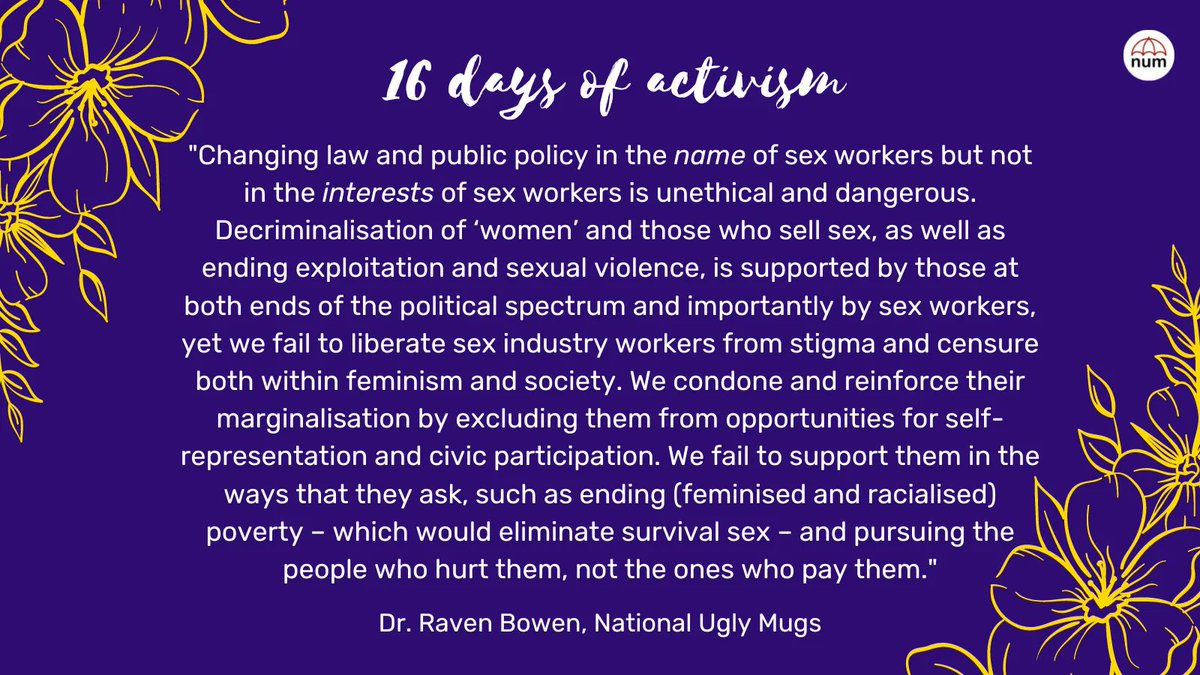 num
16 days of activism
"Changing law and public policy in the name of sex workers but not
in the interests of sex workers is unethical and dangerous.
Decriminalisation of ‘women’ and those who sell sex, as well as
ending exploitation and sexual violence, is supported by those at
both ends of the political spectrum and importantly by sex workers,
yet we fail to liberate sex industry workers from stigma and censure
both within feminism and society. We condone and reinforce their
marginalisation by excluding them from opportunities for self-
representation and civic participation. We fail to support them in the
ways that they ask, such as ending (feminised and racialised)
poverty – which would eliminate survival sex – and pursuing the
people who hurt them, not the ones who pay them."
Dr. Raven Bowen, National Ugly Mugs